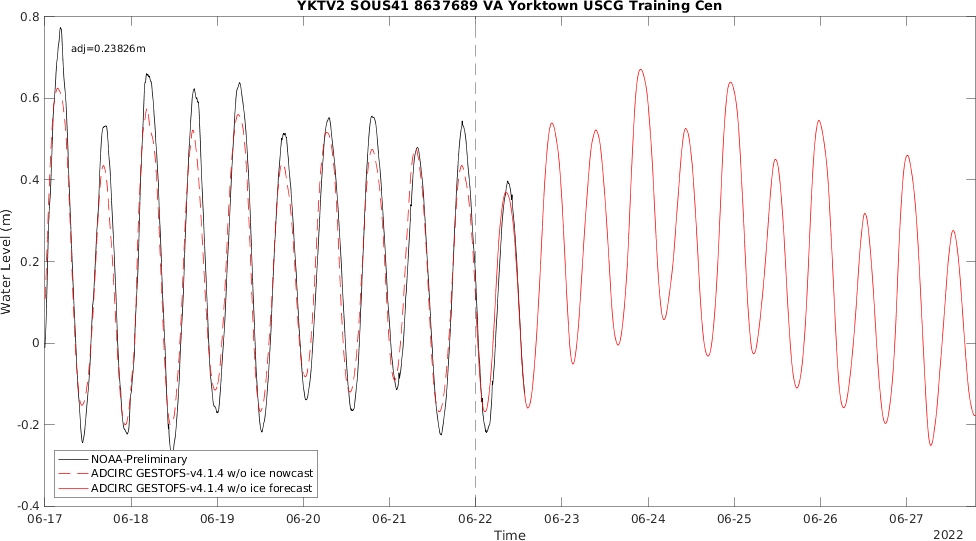 YKTV2 SOUS41 8637689 VA Yorktown USCG Training Cen
adj=0.23826m
Water Level (m)
0.8
0.6
0.4
0.2
0
-0.2
-0.4
NOAA-Preliminary
ADCIRC GESTOFS-v4.1.4 w/o ice nowcast
ADCIRC GESTOFS-v4.1.4 w/o ice forecast
06-17 06-18 06-19 06-20 06-21 06-22 06-23 06-24 06-25 06-26 06-27
Time
2022